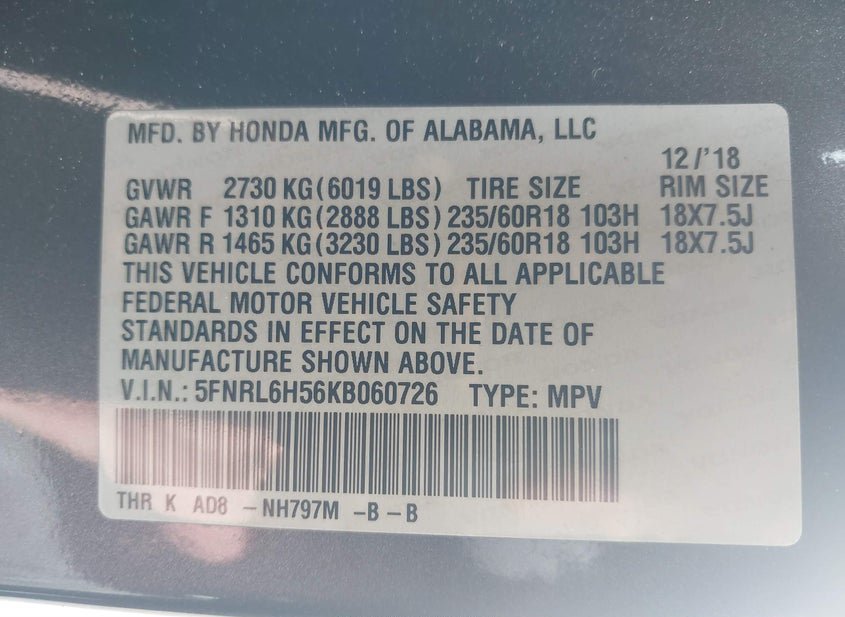 MFD. BY HONDA MFG. OF ALABAMA, LLC
12/'18
GVWR 2730 KG(6019 LBS) TIRE SIZE RIM SIZE
GAWR F 1310 KG(2888 LBS) 235/60R18 103H 18X7.5J
GAWR R 1465 KG(3230 LBS) 235/60R18 103H 18X7.5J
THIS VEHICLE CONFORMS TO ALL APPLICABLE
FEDERAL MOTOR VEHICLE SAFETY
STANDARDS IN EFFECT ON THE DATE OF
MANUFACTURE SHOWN ABOVE.
V.I.N.: 5FNRL6H56KB060726 TYPE: MPV
THR K AD8 -NH797M -B-B